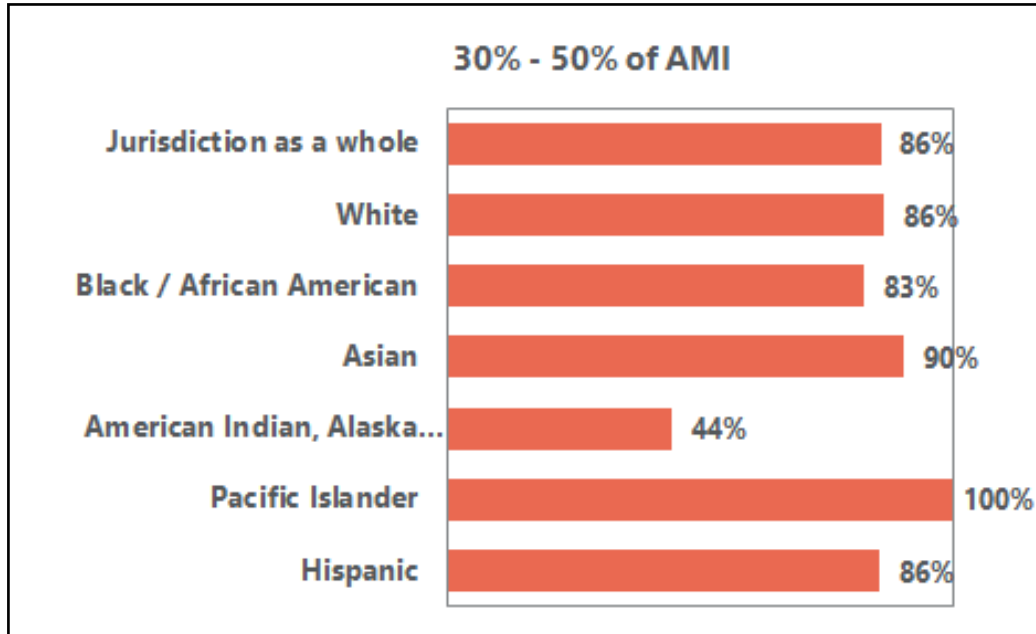 30% - 50% of AMI
Jurisdiction as a whole 86%
White 86%
Black / African American 83%
Asian 90%
American Indian, Alaska... 44%
Pacific Islander 100%
Hispanic 86%